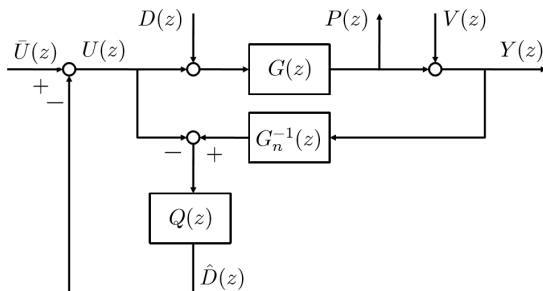 D(z) P(z) V(z)
Ū(z) U(z) G(z) Y(z)
+ −
G_n^{-1}(z)
− +
Q(z)
D̂(z)